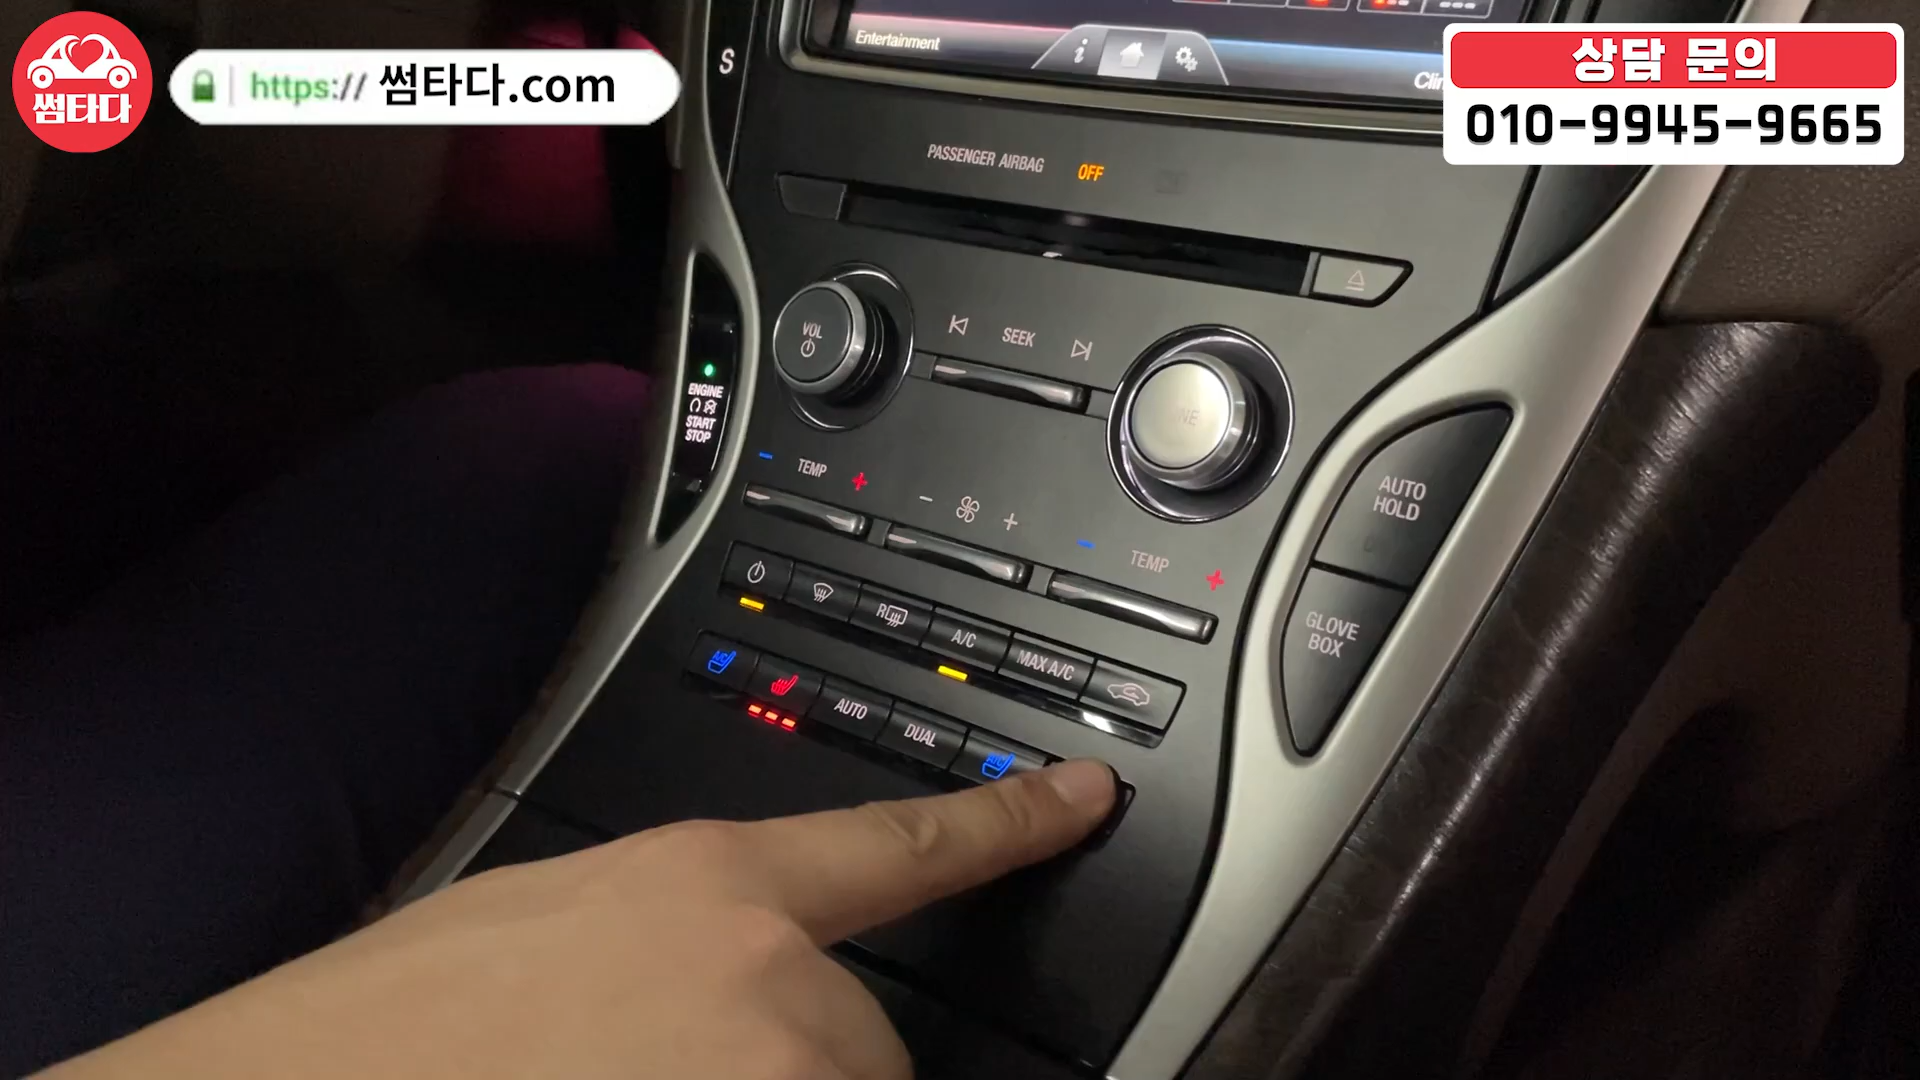 썸타다
https:// 썸타다.com
상담 문의
010-9945-9665
S
Entertainment
i
PASSENGER AIRBAG OFF
VOL
SEEK
ENGINE
START
STOP
- TEMP +
- +
- TEMP +
AUTO
HOLD
GLOVE
BOX
R
A/C
MAX A/C
A/C
AUTO
DUAL
A/C